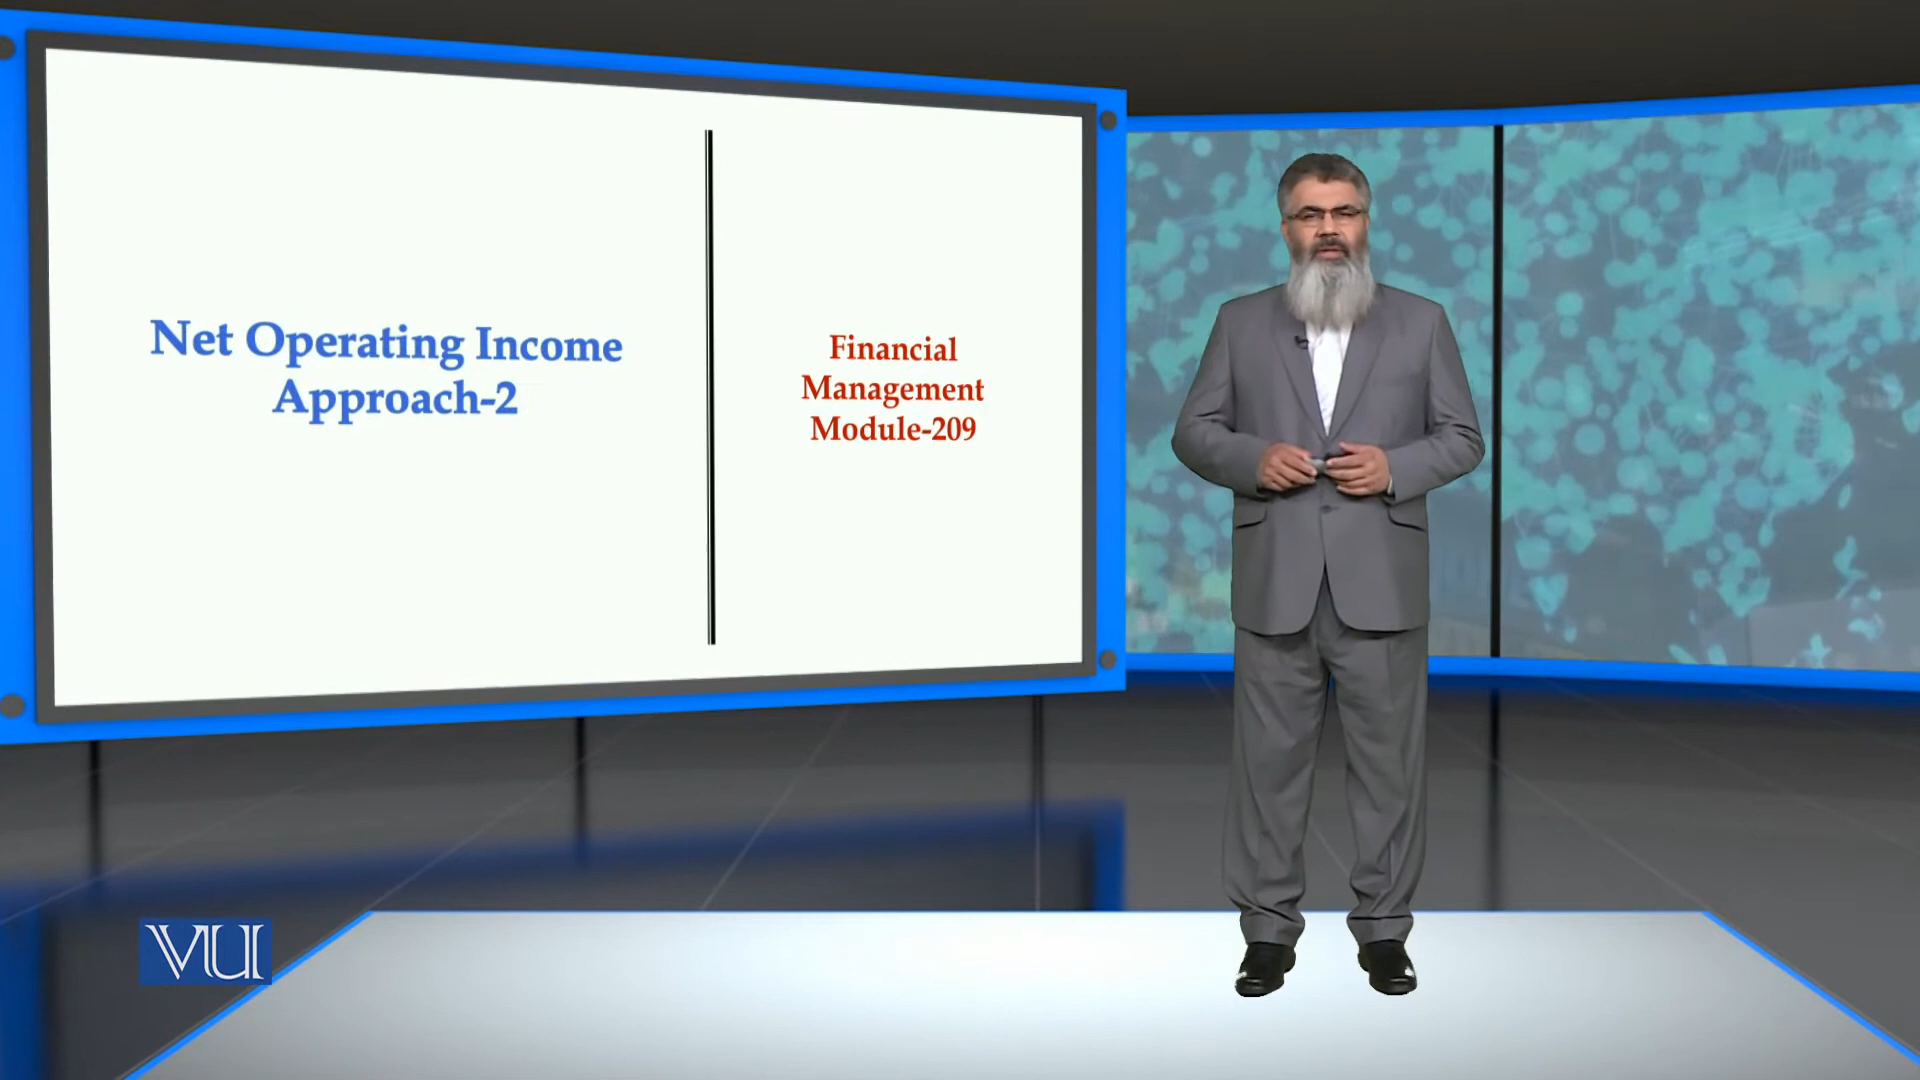 Net Operating Income
Approach-2
Financial
Management
Module-209
VU